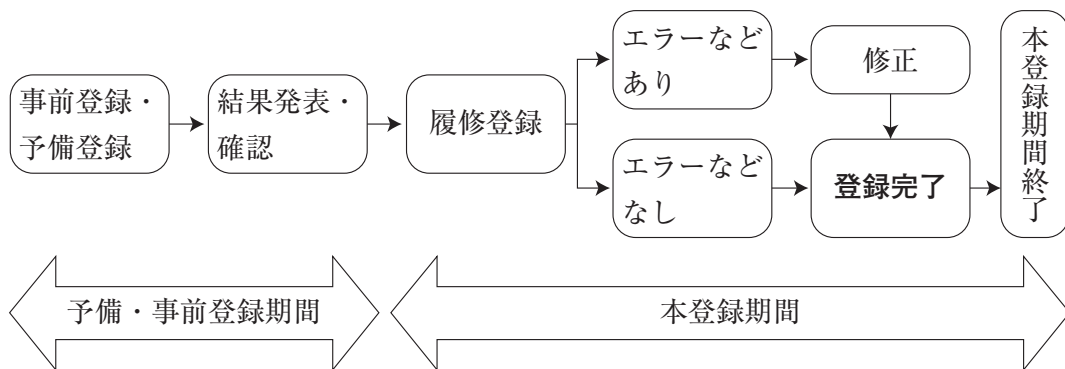 事前登録・
予備登録
結果発表・
確認
履修登録
エラーなど
あり
修正
エラーなど
なし
登録完了
本登録期間終了
予備・事前登録期間
本登録期間